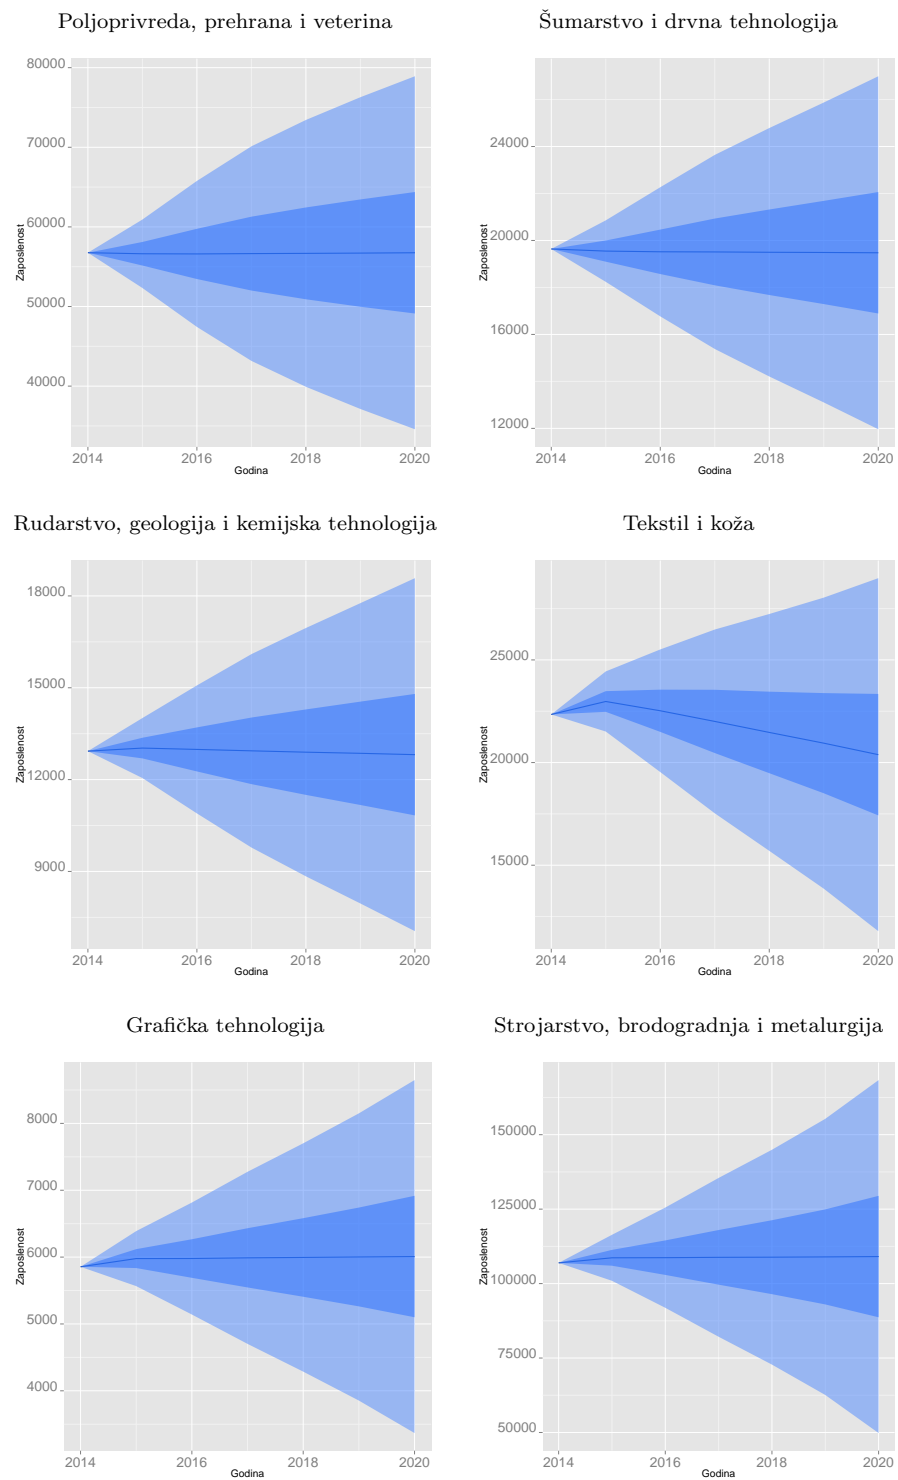 Poljoprivreda, prehrana i veterina
80000
70000
60000
50000
40000
Zaposlenost
2014 2016 2018 2020
Godina
Šumarstvo i drvna tehnologija
24000
20000
16000
12000
Zaposlenost
2014 2016 2018 2020
Godina
Rudarstvo, geologija i kemijska tehnologija
18000
15000
12000
9000
Zaposlenost
2014 2016 2018 2020
Godina
Tekstil i koža
25000
20000
15000
Zaposlenost
2014 2016 2018 2020
Godina
Grafička tehnologija
8000
7000
6000
5000
4000
Zaposlenost
2014 2016 2018 2020
Godina
Strojarstvo, brodogradnja i metalurgija
150000
125000
100000
75000
50000
Zaposlenost
2014 2016 2018 2020
Godina